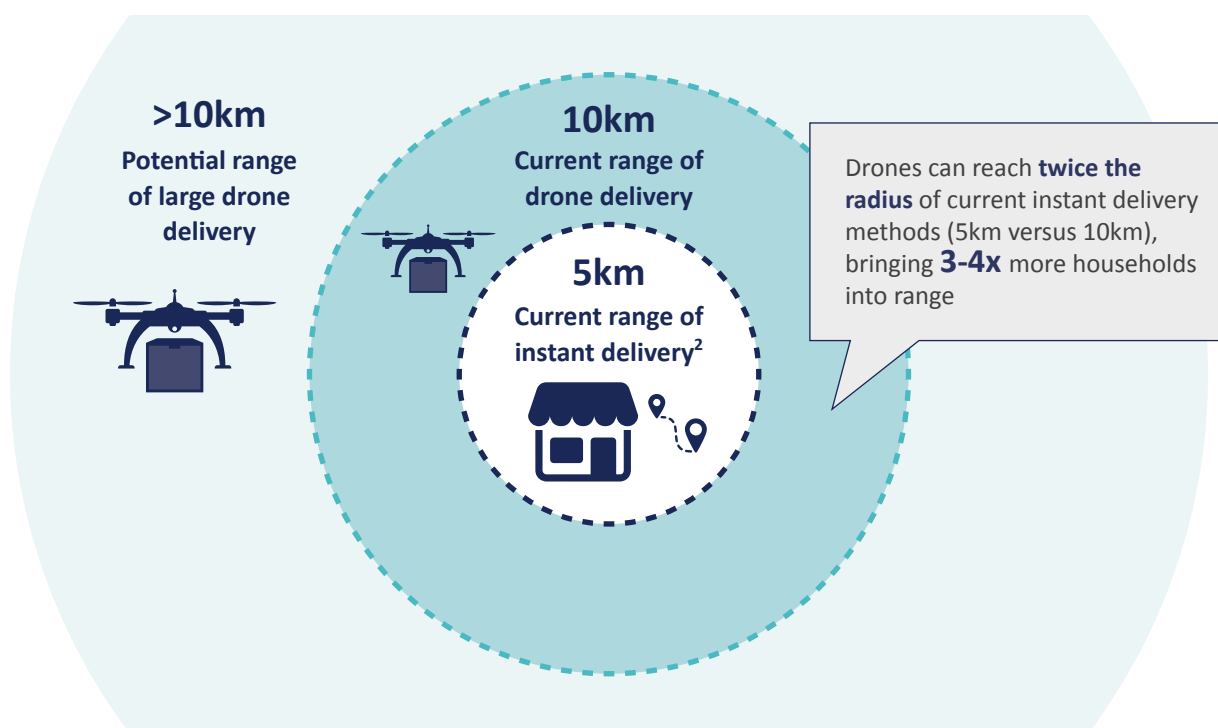 >10km
Potential range
of large drone
delivery
10km
Current range of
drone delivery
5km
Current range of
instant delivery²
Drones can reach twice the
radius of current instant delivery
methods (5km versus 10km),
bringing 3-4x more households
into range